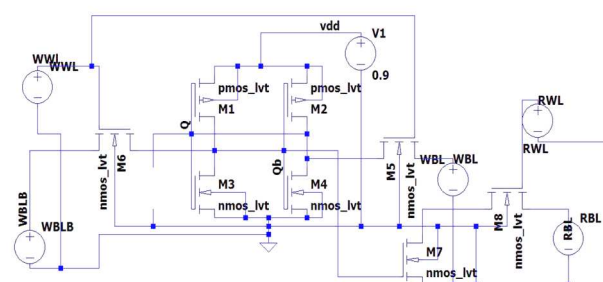 vdd
V1
0.9
WWL
WWL
pmos_lvt
M1
pmos_lvt
M2
RWL
RWL
Q
Qb
nmos_lvt
M6
M3
nmos_lvt
M4
nmos_lvt
M5
nmos_lvt
WBL
WBL
WBLB
WBLB
M7
nmos_lvt
M8
nmos_lvt
RBL
RBL